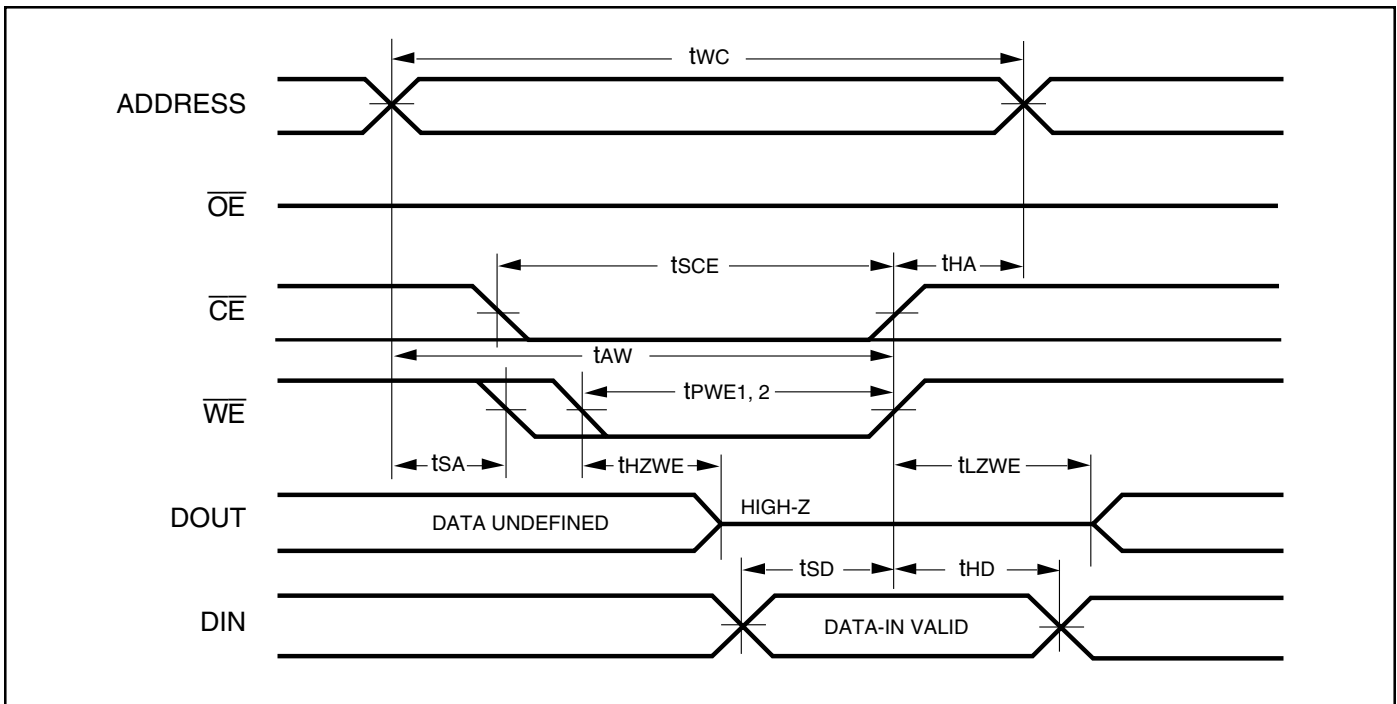 tWC
ADDRESS
OE
tSCE
tHA
CE
tAW
tPWE1, 2
WE
tSA
tHZWE
tLZWE
HIGH-Z
DOUT
DATA UNDEFINED
tSD
tHD
DIN
DATA-IN VALID